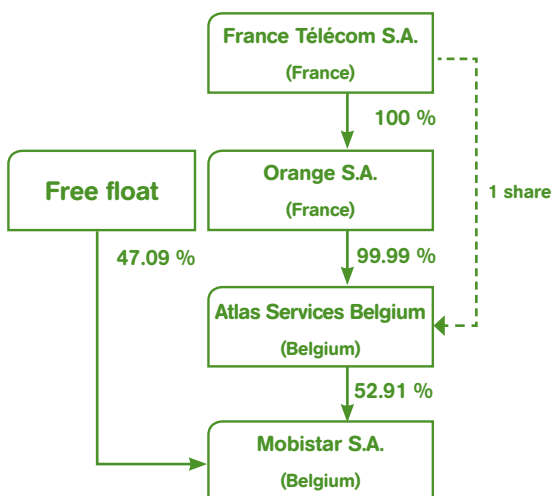 France Télécom S.A.
(France)
100 %
Free float
Orange S.A.
(France)
1 share
47.09 %
99.99 %
Atlas Services Belgium
(Belgium)
52.91 %
Mobistar S.A.
(Belgium)